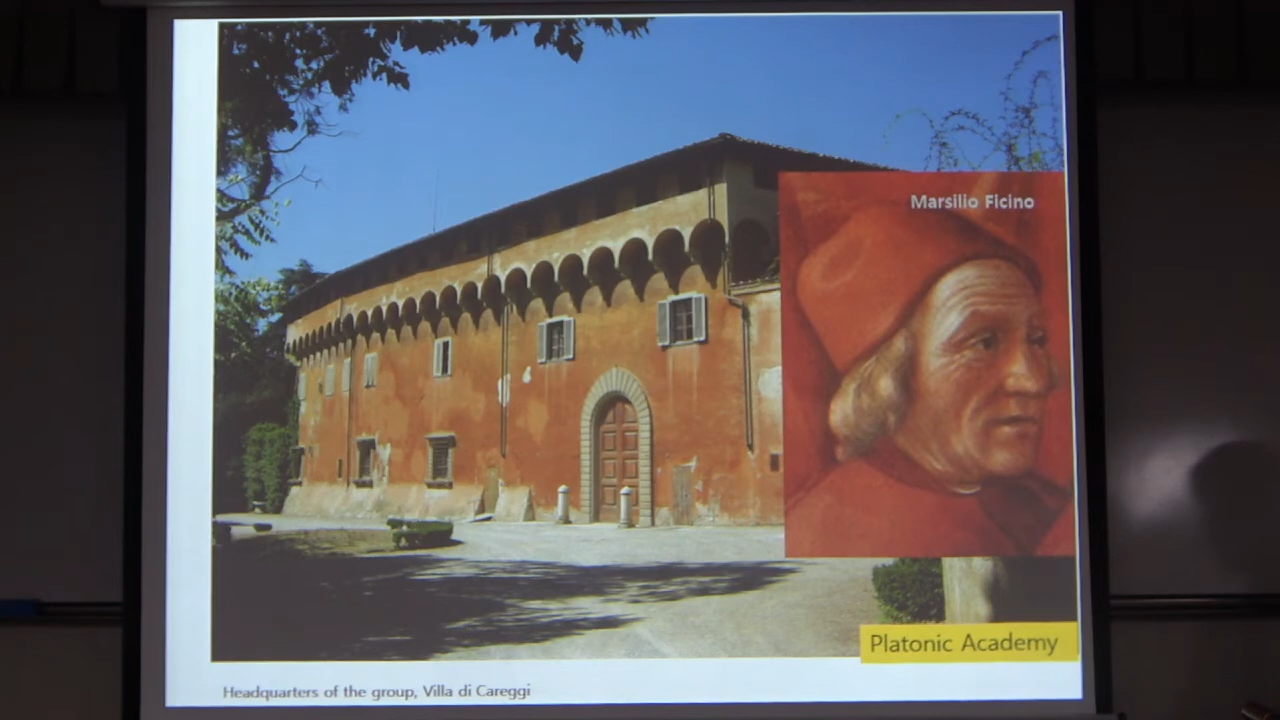 Marsilio Ficino
Platonic Academy
Headquarters of the group, Villa di Careggi